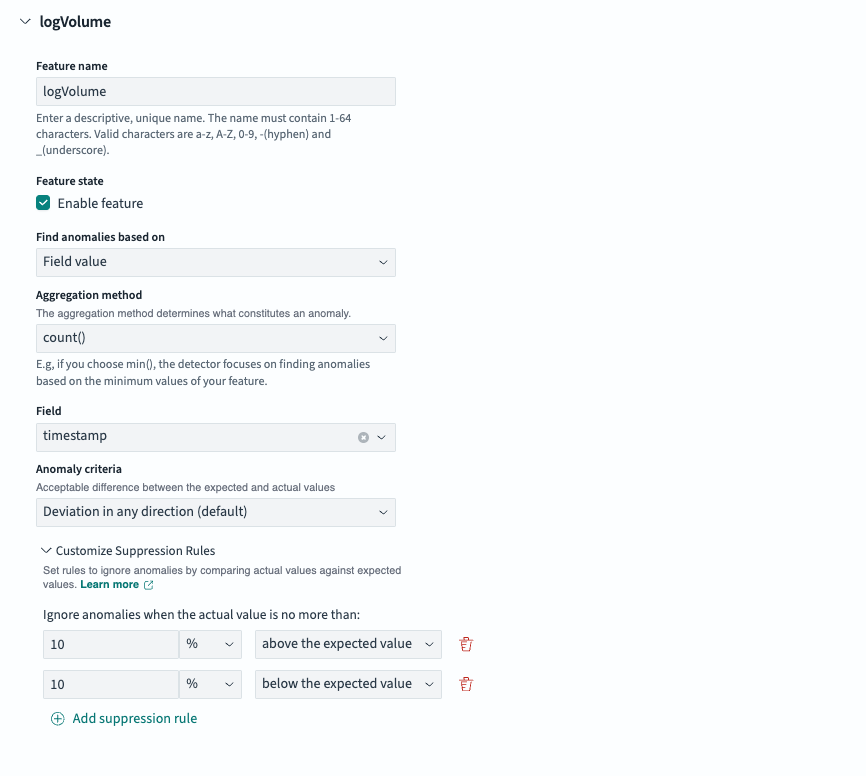 logVolume
Feature name
logVolume
Enter a descriptive, unique name. The name must contain 1-64
characters. Valid characters are a-z, A-Z, 0-9, -(hyphen) and
_(underscore).
Feature state
Enable feature
Find anomalies based on
Field value
Aggregation method
The aggregation method determines what constitutes an anomaly.
count()
E.g, if you choose min(), the detector focuses on finding anomalies
based on the minimum values of your feature.
Field
timestamp
Anomaly criteria
Acceptable difference between the expected and actual values
Deviation in any direction (default)
Customize Suppression Rules
Set rules to ignore anomalies by comparing actual values against expected
values. Learn more
Ignore anomalies when the actual value is no more than:
10 % above the expected value
10 % below the expected value
Add suppression rule